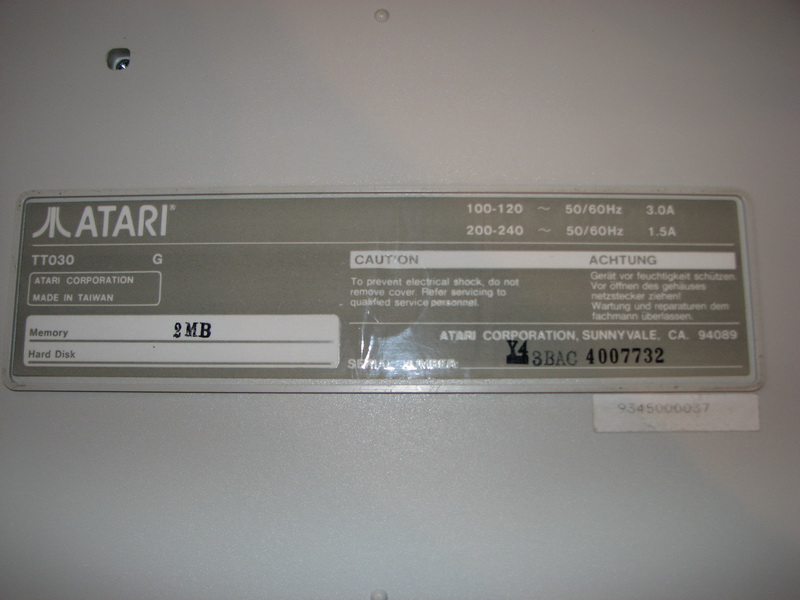 ATARI®
100-120 ~ 50/60Hz 3.0A
200-240 ~ 50/60Hz 1.5A
TT030 G
ATARI CORPORATION
MADE IN TAIWAN
CAUTION
To prevent electrical shock, do not
remove cover. Refer servicing to
qualified service personnel.
ACHTUNG
Gerät vor feuchtigkeit schützen.
Vor öffnen des gehäuses
netzstecker ziehen!
Wartung und reparaturen dem
fachmann überlassen.
Memory 2MB
Hard Disk
ATARI CORPORATION, SUNNYVALE, CA. 94089
SERIAL NUMBER X4 3BAC 4007732
9345000037